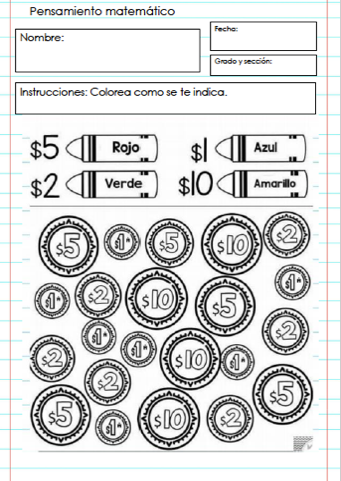 Pensamiento matemático
Nombre:
Fecha:
Grado y sección:
Instrucciones: Colorea como se te indica.
$5 Rojo $1 Azul
$2 Verde $10 Amarillo
$5 $1 $5 $10 $2
$1 $2 $10 $5 $1
$1 $1 $2
$2 $2 $10 $1
$5 $1 $10 $2 $5